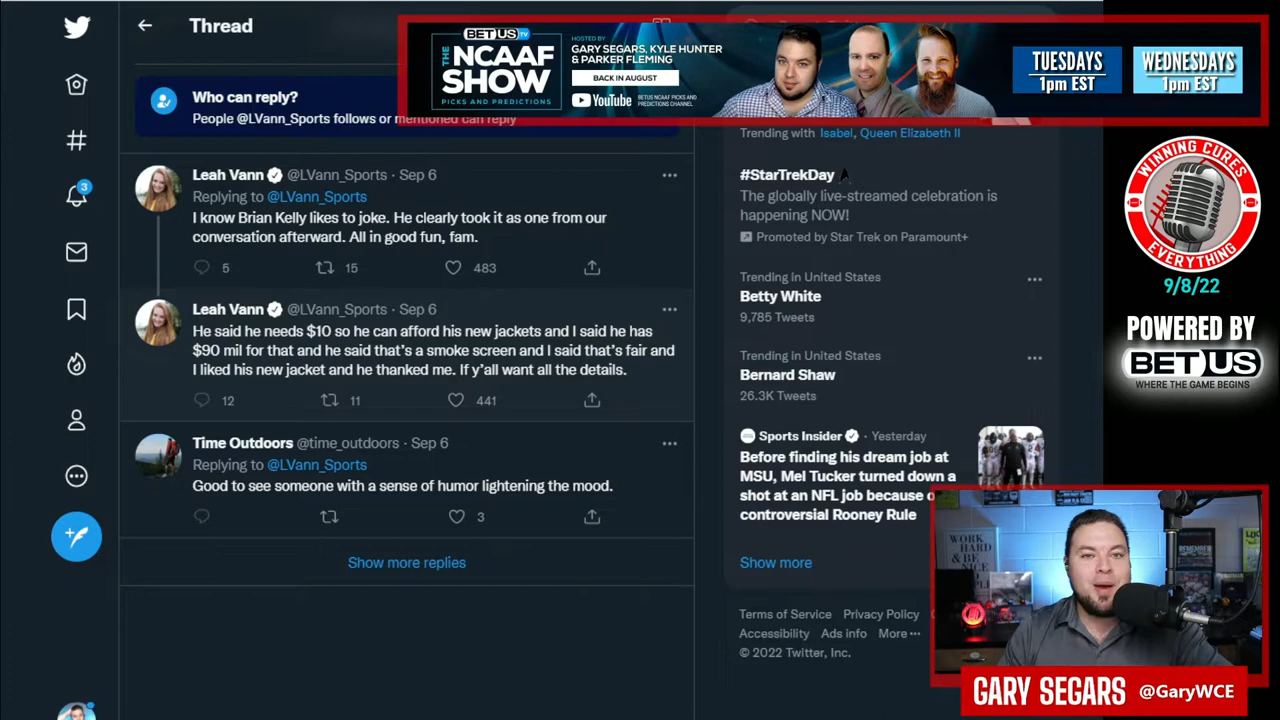 Thread
Who can reply?
People @LVann_Sports follows or mentioned can reply
Leah Vann @LVann_Sports · Sep 6
Replying to @LVann_Sports
I know Brian Kelly likes to joke. He clearly took it as one from our
conversation afterward. All in good fun, fam.
5 15 483
Leah Vann @LVann_Sports · Sep 6
He said he needs $10 so he can afford his new jackets and I said he has
$90 mil for that and he said that's a smoke screen and I said that's fair and
I liked his new jacket and he thanked me. If y'all want all the details.
12 11 441
Time Outdoors @time_outdoors · Sep 6
Replying to @LVann_Sports
Good to see someone with a sense of humor lightening the mood.
3
Show more replies
3
BETUS TV
THE
NCAAF
SHOW
PICKS AND PREDICTIONS
HOSTED BY
GARY SEGARS, KYLE HUNTER
& PARKER FLEMING
BACK IN AUGUST
YouTube
BETUS NCAAF PICKS AND
PREDICTIONS CHANNEL
TUESDAYS
1pm EST
WEDNESDAYS
1pm EST
Trending with Isabel, Queen Elizabeth II
#StarTrekDay
The globally live-streamed celebration is
happening NOW!
Promoted by Star Trek on Paramount+
Trending in United States
Betty White
9,785 Tweets
Trending in United States
Bernard Shaw
26.3K Tweets
Sports Insider · Yesterday
Before finding his dream job at
MSU, Mel Tucker turned down a
shot at an NFL job because o
controversial Rooney Rule
Show more
Terms of Service Privacy Policy
Accessibility Ads info More
© 2022 Twitter, Inc.
WINNING CURES
EVERYTHING
9/8/22
POWERED BY
BETUS
WHERE THE GAME BEGINS
WORK
HARD
& BE
NICE
GARY SEGARS @GaryWCE